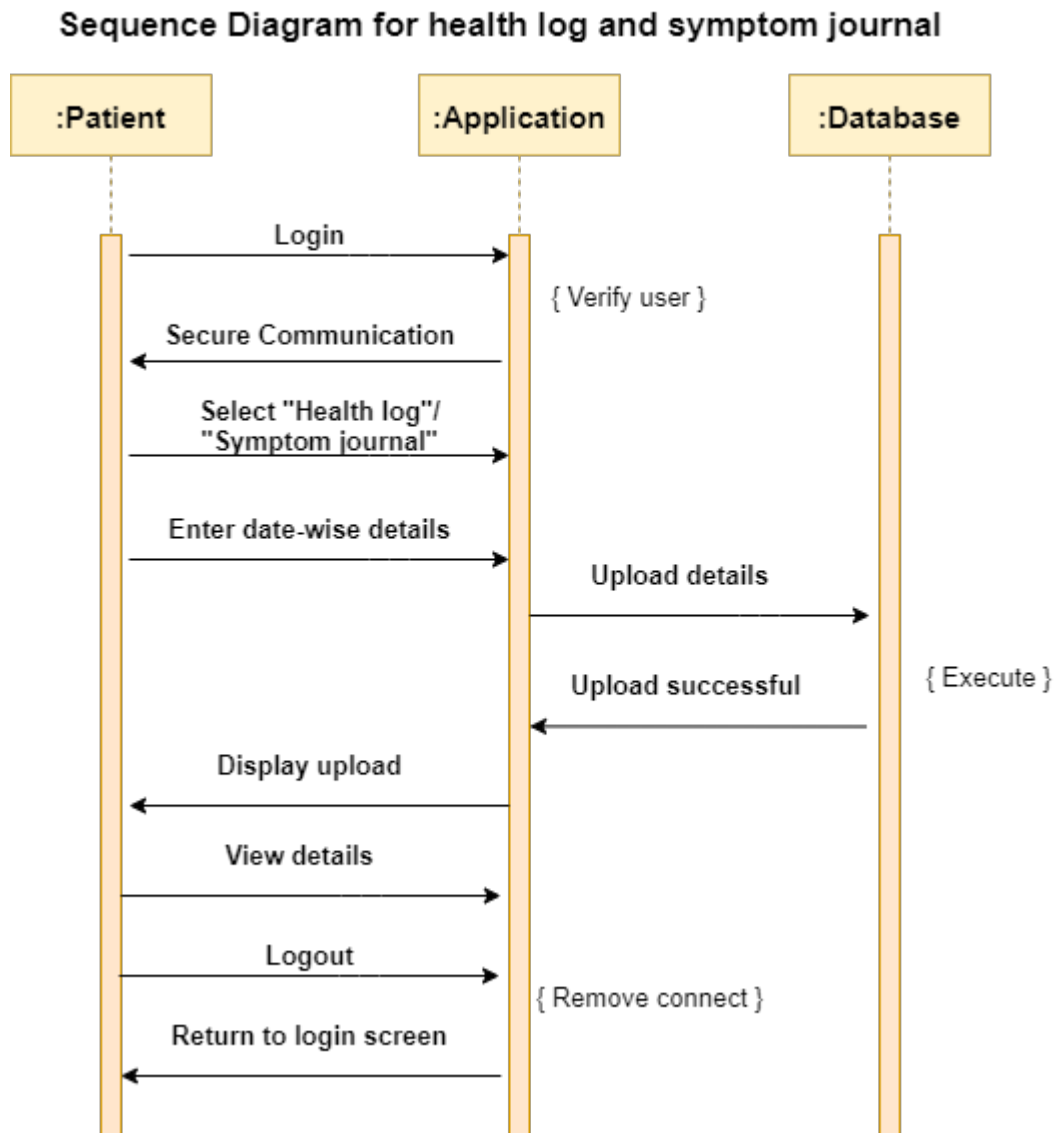 Sequence Diagram for health log and symptom journal
:Patient
:Application
:Database
Login
{ Verify user }
Secure Communication
Select "Health log"/
"Symptom journal"
Enter date-wise details
Upload details
{ Execute }
Upload successful
Display upload
View details
Logout
{ Remove connect }
Return to login screen